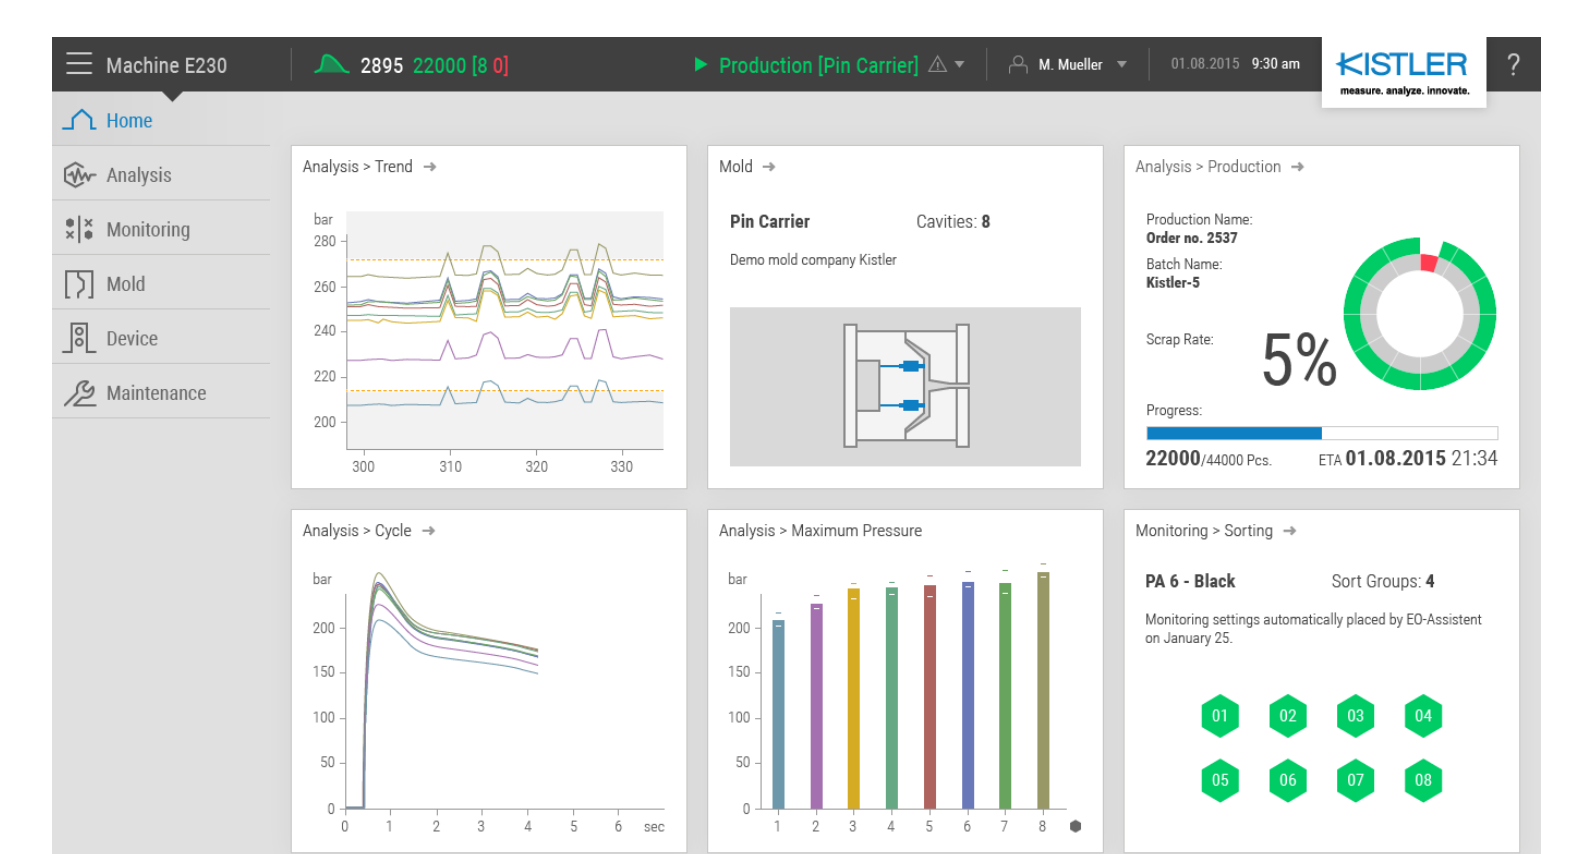 Machine E230
2895 22000 [8 0]
Production [Pin Carrier]
M. Mueller
01.08.2015 9:30 am
KISTLER
measure. analyze. innovate.
?
Home
Analysis
Monitoring
Mold
Device
Maintenance
Analysis > Trend →
bar
280
260
240
220
200
300 310 320 330
Mold →
Pin Carrier Cavities: 8
Demo mold company Kistler
Analysis > Production →
Production Name:
Order no. 2537
Batch Name:
Kistler-5
Scrap Rate: 5%
Progress:
22000/44000 Pcs. ETA 01.08.2015 21:34
Analysis > Cycle →
bar
200
150
100
50
0
0 1 2 3 4 5 6 sec
Analysis > Maximum Pressure
bar
200
150
100
50
0
1 2 3 4 5 6 7 8
Monitoring > Sorting →
PA 6 - Black Sort Groups: 4
Monitoring settings automatically placed by EO-Assistent
on January 25.
01 02 03 04
05 06 07 08